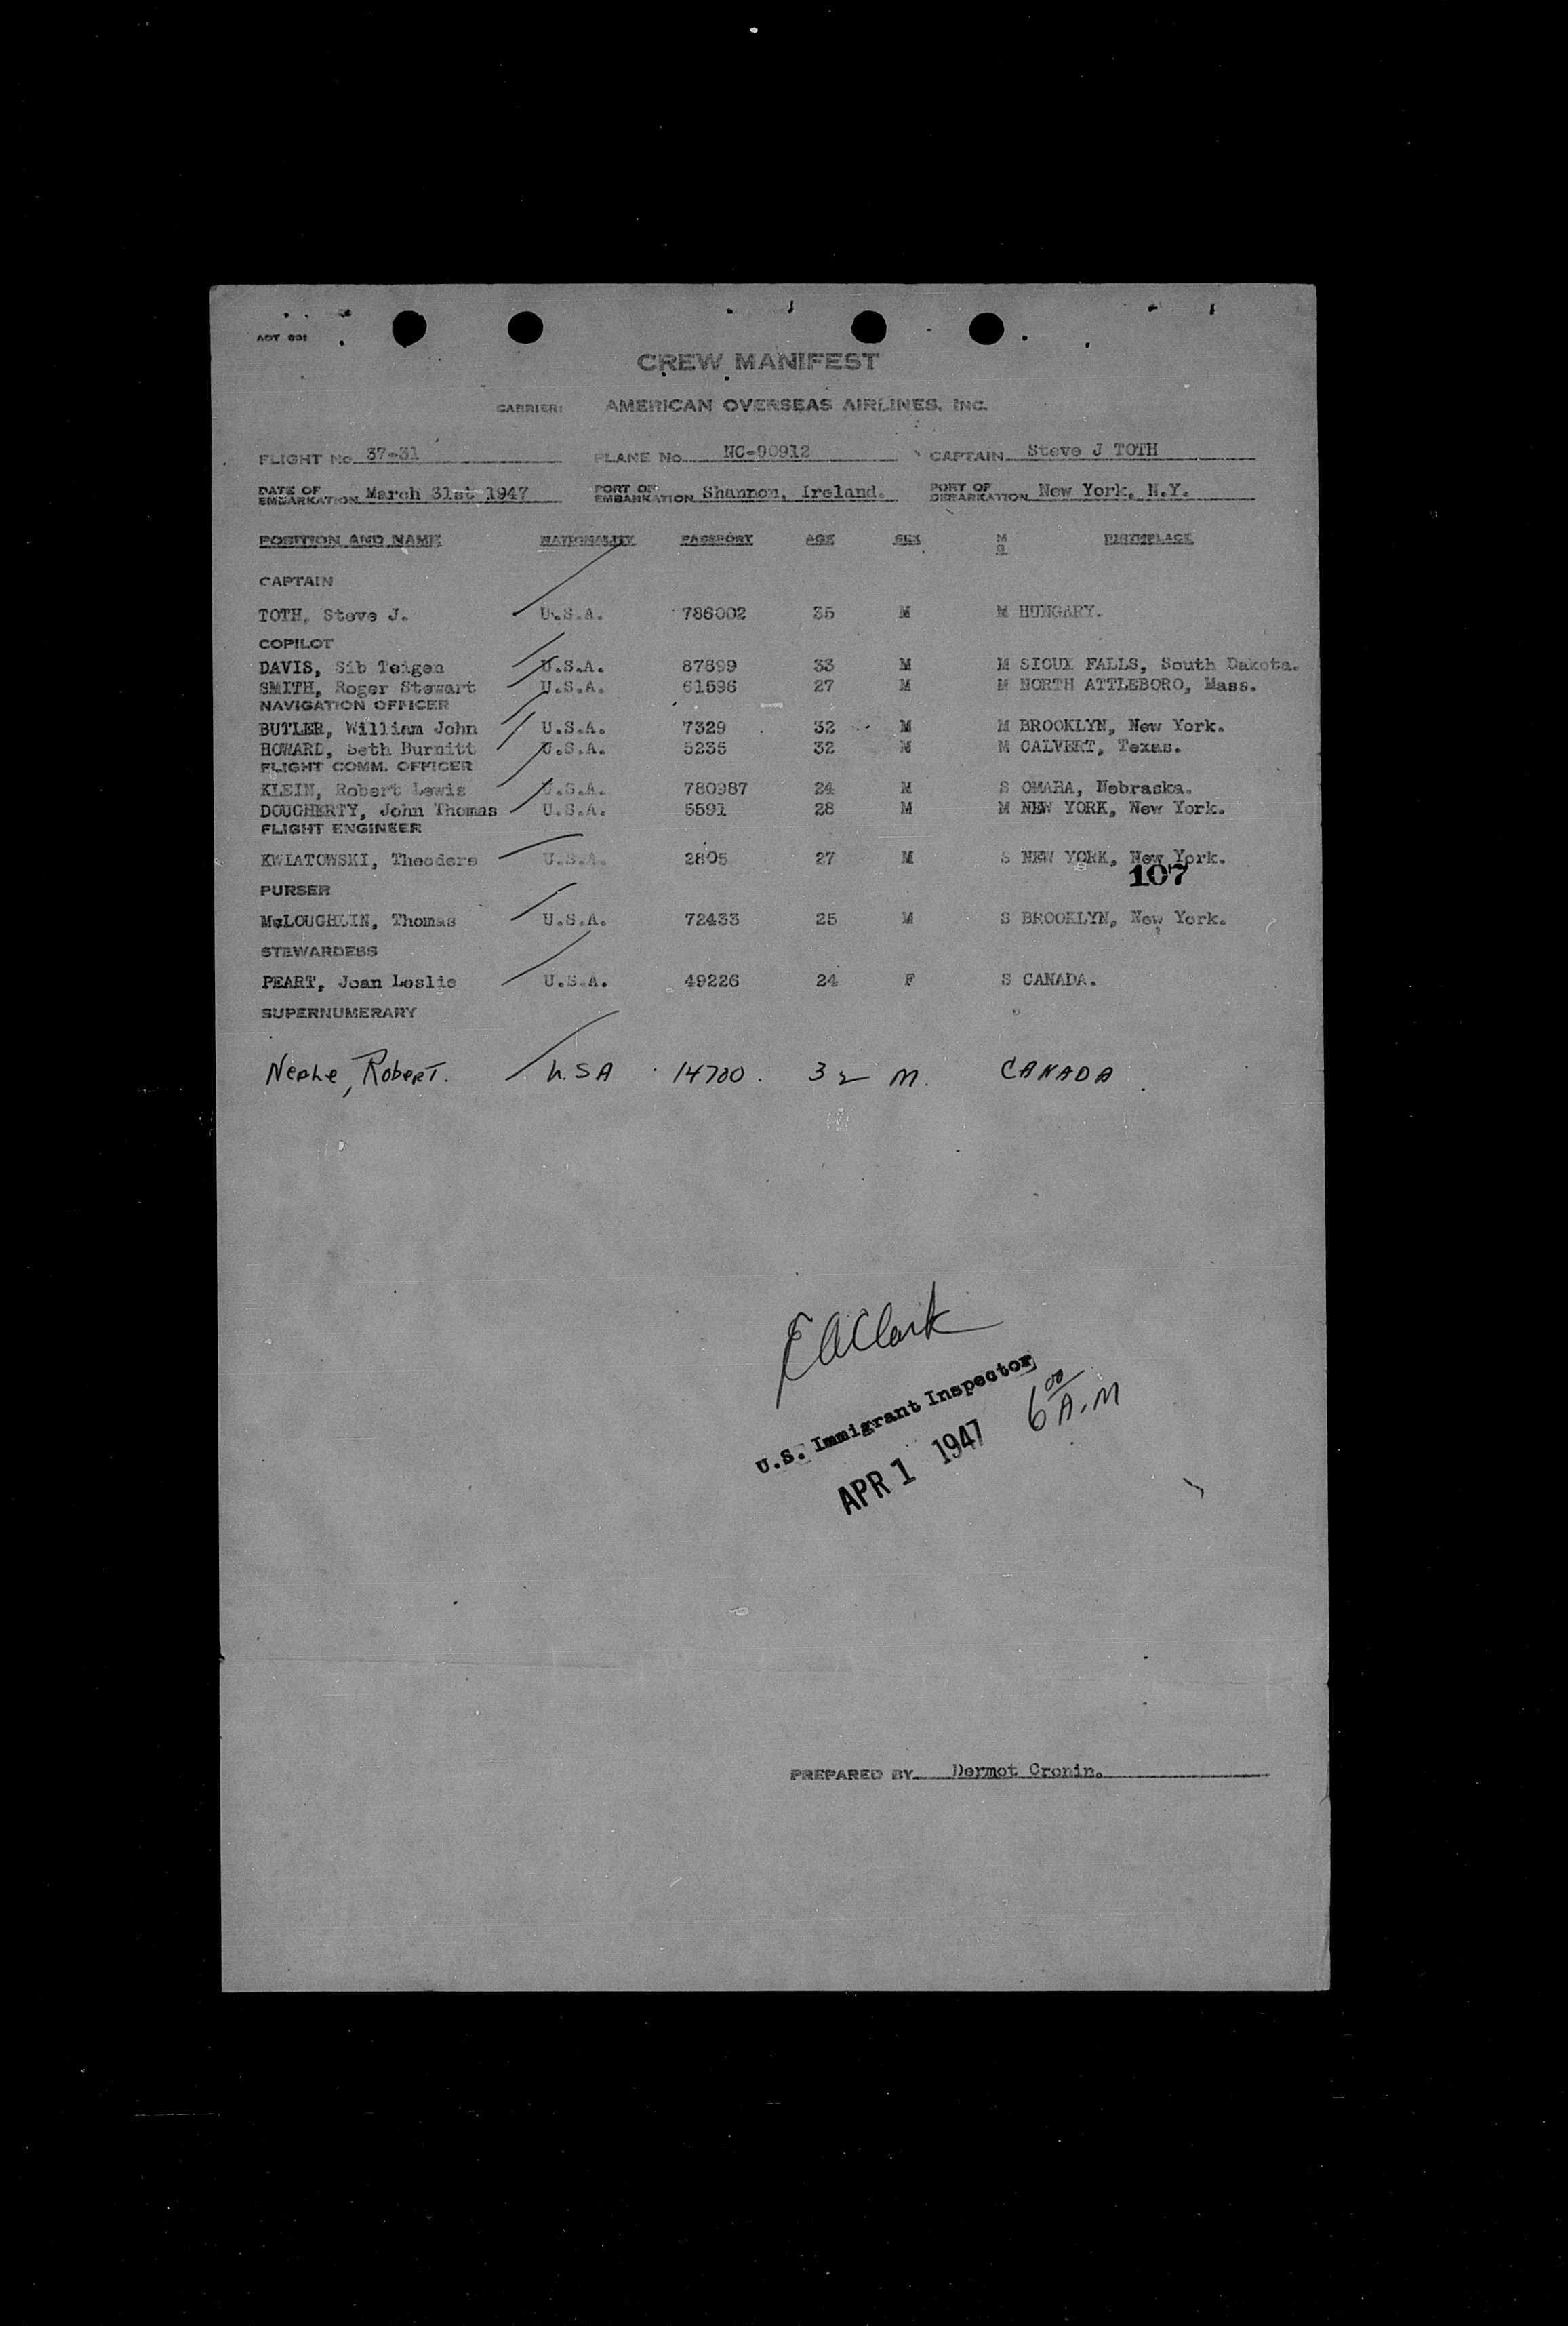 CREW MANIFEST
CARRIER: AMERICAN OVERSEAS AIRLINES, INC.
FLIGHT No 37-31 PLANE No. NC-90912 CAPTAIN Steve J TOTH
DATE OF EMBARKATION March 31st 1947 PORT OF EMBARKATION Shannon, Ireland. PORT OF DEBARKATION New York, N.Y.
POSITION AND NAME NATIONALITY PASSPORT AGE SEX M S BIRTHPLACE
CAPTAIN
TOTH, Steve J. U.S.A. 786002 35 M M HUNGARY.
COPILOT
DAVIS, Sib Teigen U.S.A. 87899 33 M M SIOUX FALLS, South Dakota.
SMITH, Roger Stewart U.S.A. 61596 27 M M NORTH ATTLEBORO, Mass.
NAVIGATION OFFICER
BUTLER, William John U.S.A. 7329 32 M M BROOKLYN, New York.
HOWARD, Seth Burnitt U.S.A. 5235 32 M M CALVERT, Texas.
FLIGHT COMM. OFFICER
KLEIN, Robert Lewis U.S.A. 780987 24 M S OMAHA, Nebraska.
DOUGHERTY, John Thomas U.S.A. 5591 28 M M NEW YORK, New York.
FLIGHT ENGINEER
KWIATOWSKI, Theodore U.S.A. 2805 27 M S NEW YORK, New York.
107
PURSER
McLOUGHLIN, Thomas U.S.A. 72433 25 M S BROOKLYN, New York.
STEWARDESS
PEART, Joan Leslie U.S.A. 49226 24 F S CANADA.
SUPERNUMERARY
Robert. U.S.A 14700. 32 M. CANADA.
E A Clark
U.S. Immigrant Inspector
APR 1 1947 6 00 A.M
PREPARED BY Dermot Cronin.